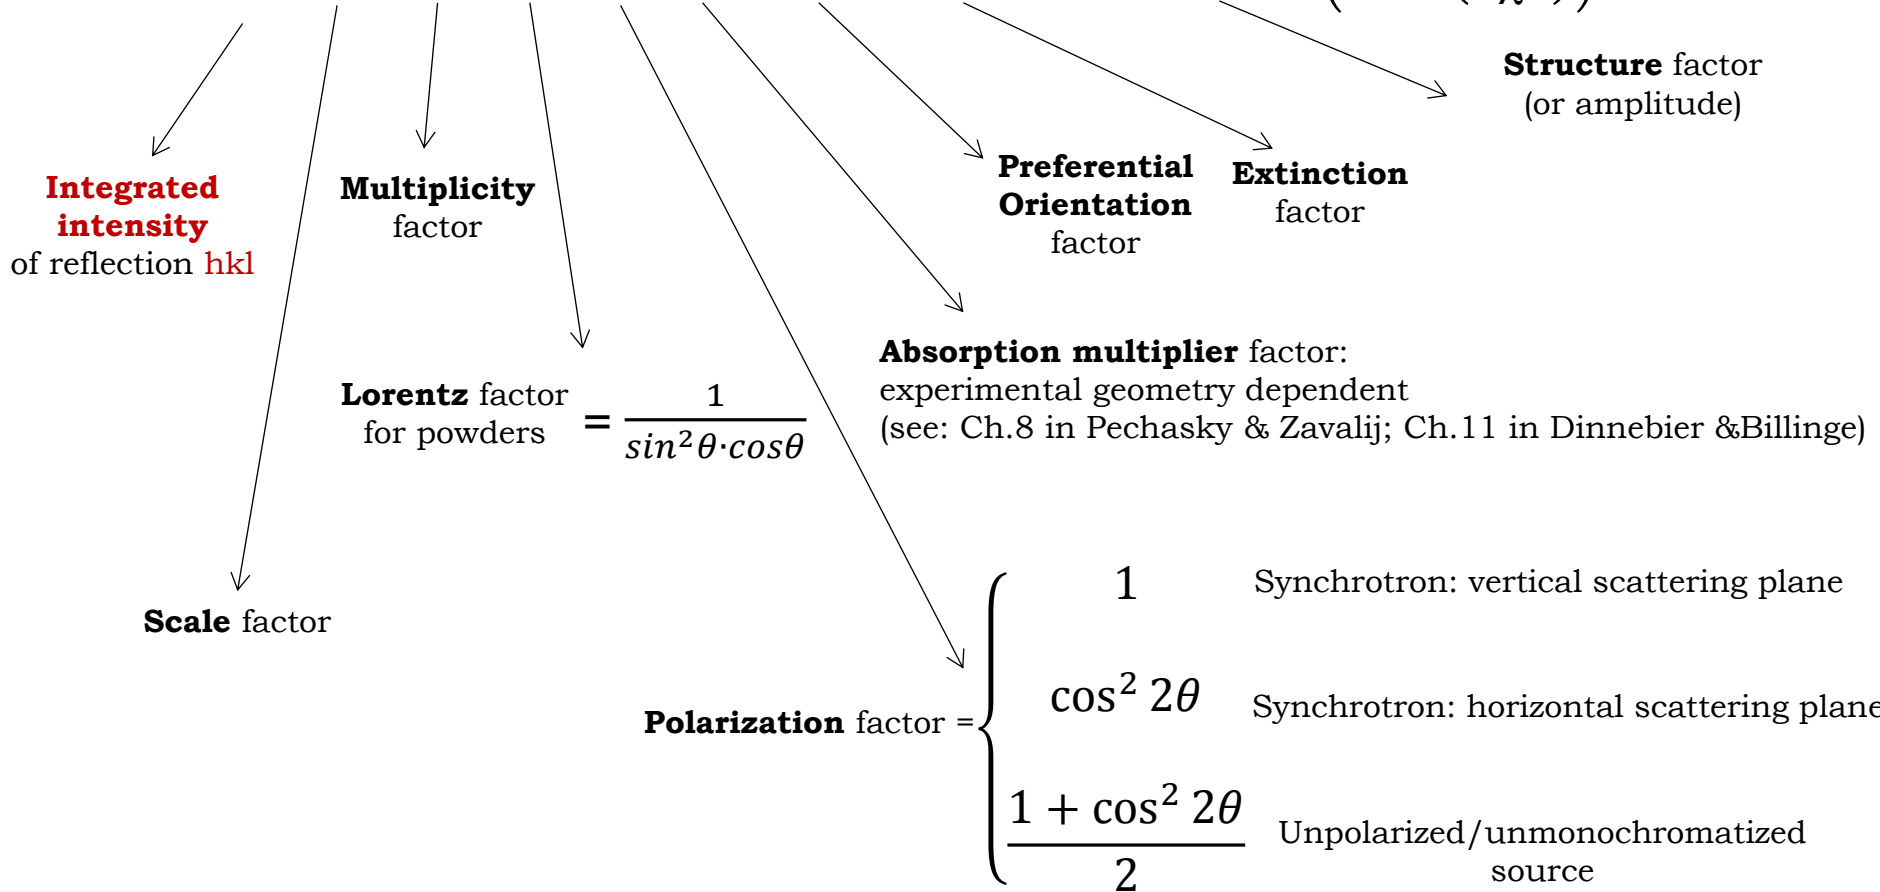 Structure factor
(or amplitude)
Integrated
intensity
of reflection hkl
Multiplicity
factor
Preferential
Orientation
factor
Extinction
factor
Lorentz factor
for powders
= 1 / sin²θ·cosθ
Absorption multiplier factor:
experimental geometry dependent
(see: Ch.8 in Pechasky & Zavalij; Ch.11 in Dinnebier &Billinge)
Scale factor
Polarization factor =
1 Synchrotron: vertical scattering plane
cos² 2θ Synchrotron: horizontal scattering plane
1 + cos² 2θ / 2 Unpolarized/unmonochromatized
source